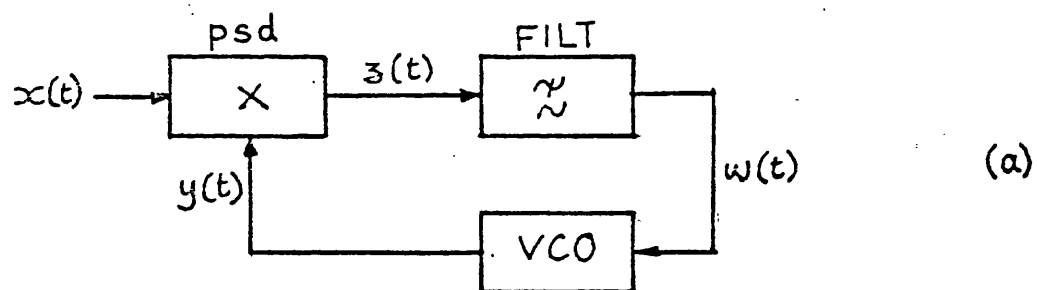 psd
FILT
x(t)
X
z(t)
y(t)
w(t)
(a)
VCO